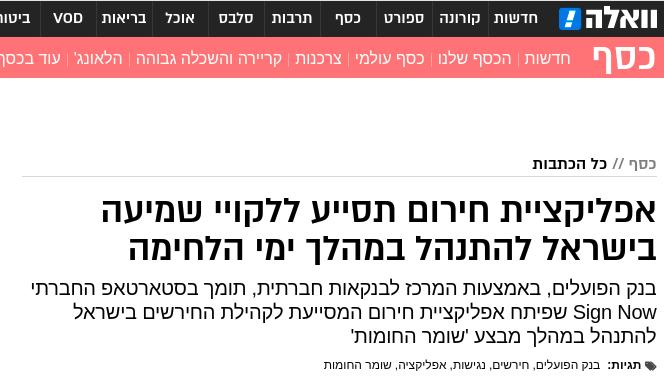 וואלה! חדשות קורונה ספורט כסף תרבות סלבס אוכל בריאות VOD
כסף חדשות הכסף שלנו כסף עולמי צרכנות קריירה והשכלה גבוהה הלאונג' עוד בכסף
כסף // כל הכתבות
אפליקציית חירום תסייע ללקויי שמיעה
בישראל להתנהל במהלך ימי הלחימה
בנק הפועלים, באמצעות המרכז לבנקאות חברתית, תומך בסטארטאפ החברתי
Sign Now שפיתח אפליקציית חירום המסייעת לקהילת החירשים בישראל
להתנהל במהלך מבצע 'שומר החומות'
תגיות: בנק הפועלים, חירשים, נגישות, אפליקציה, שומר החומות